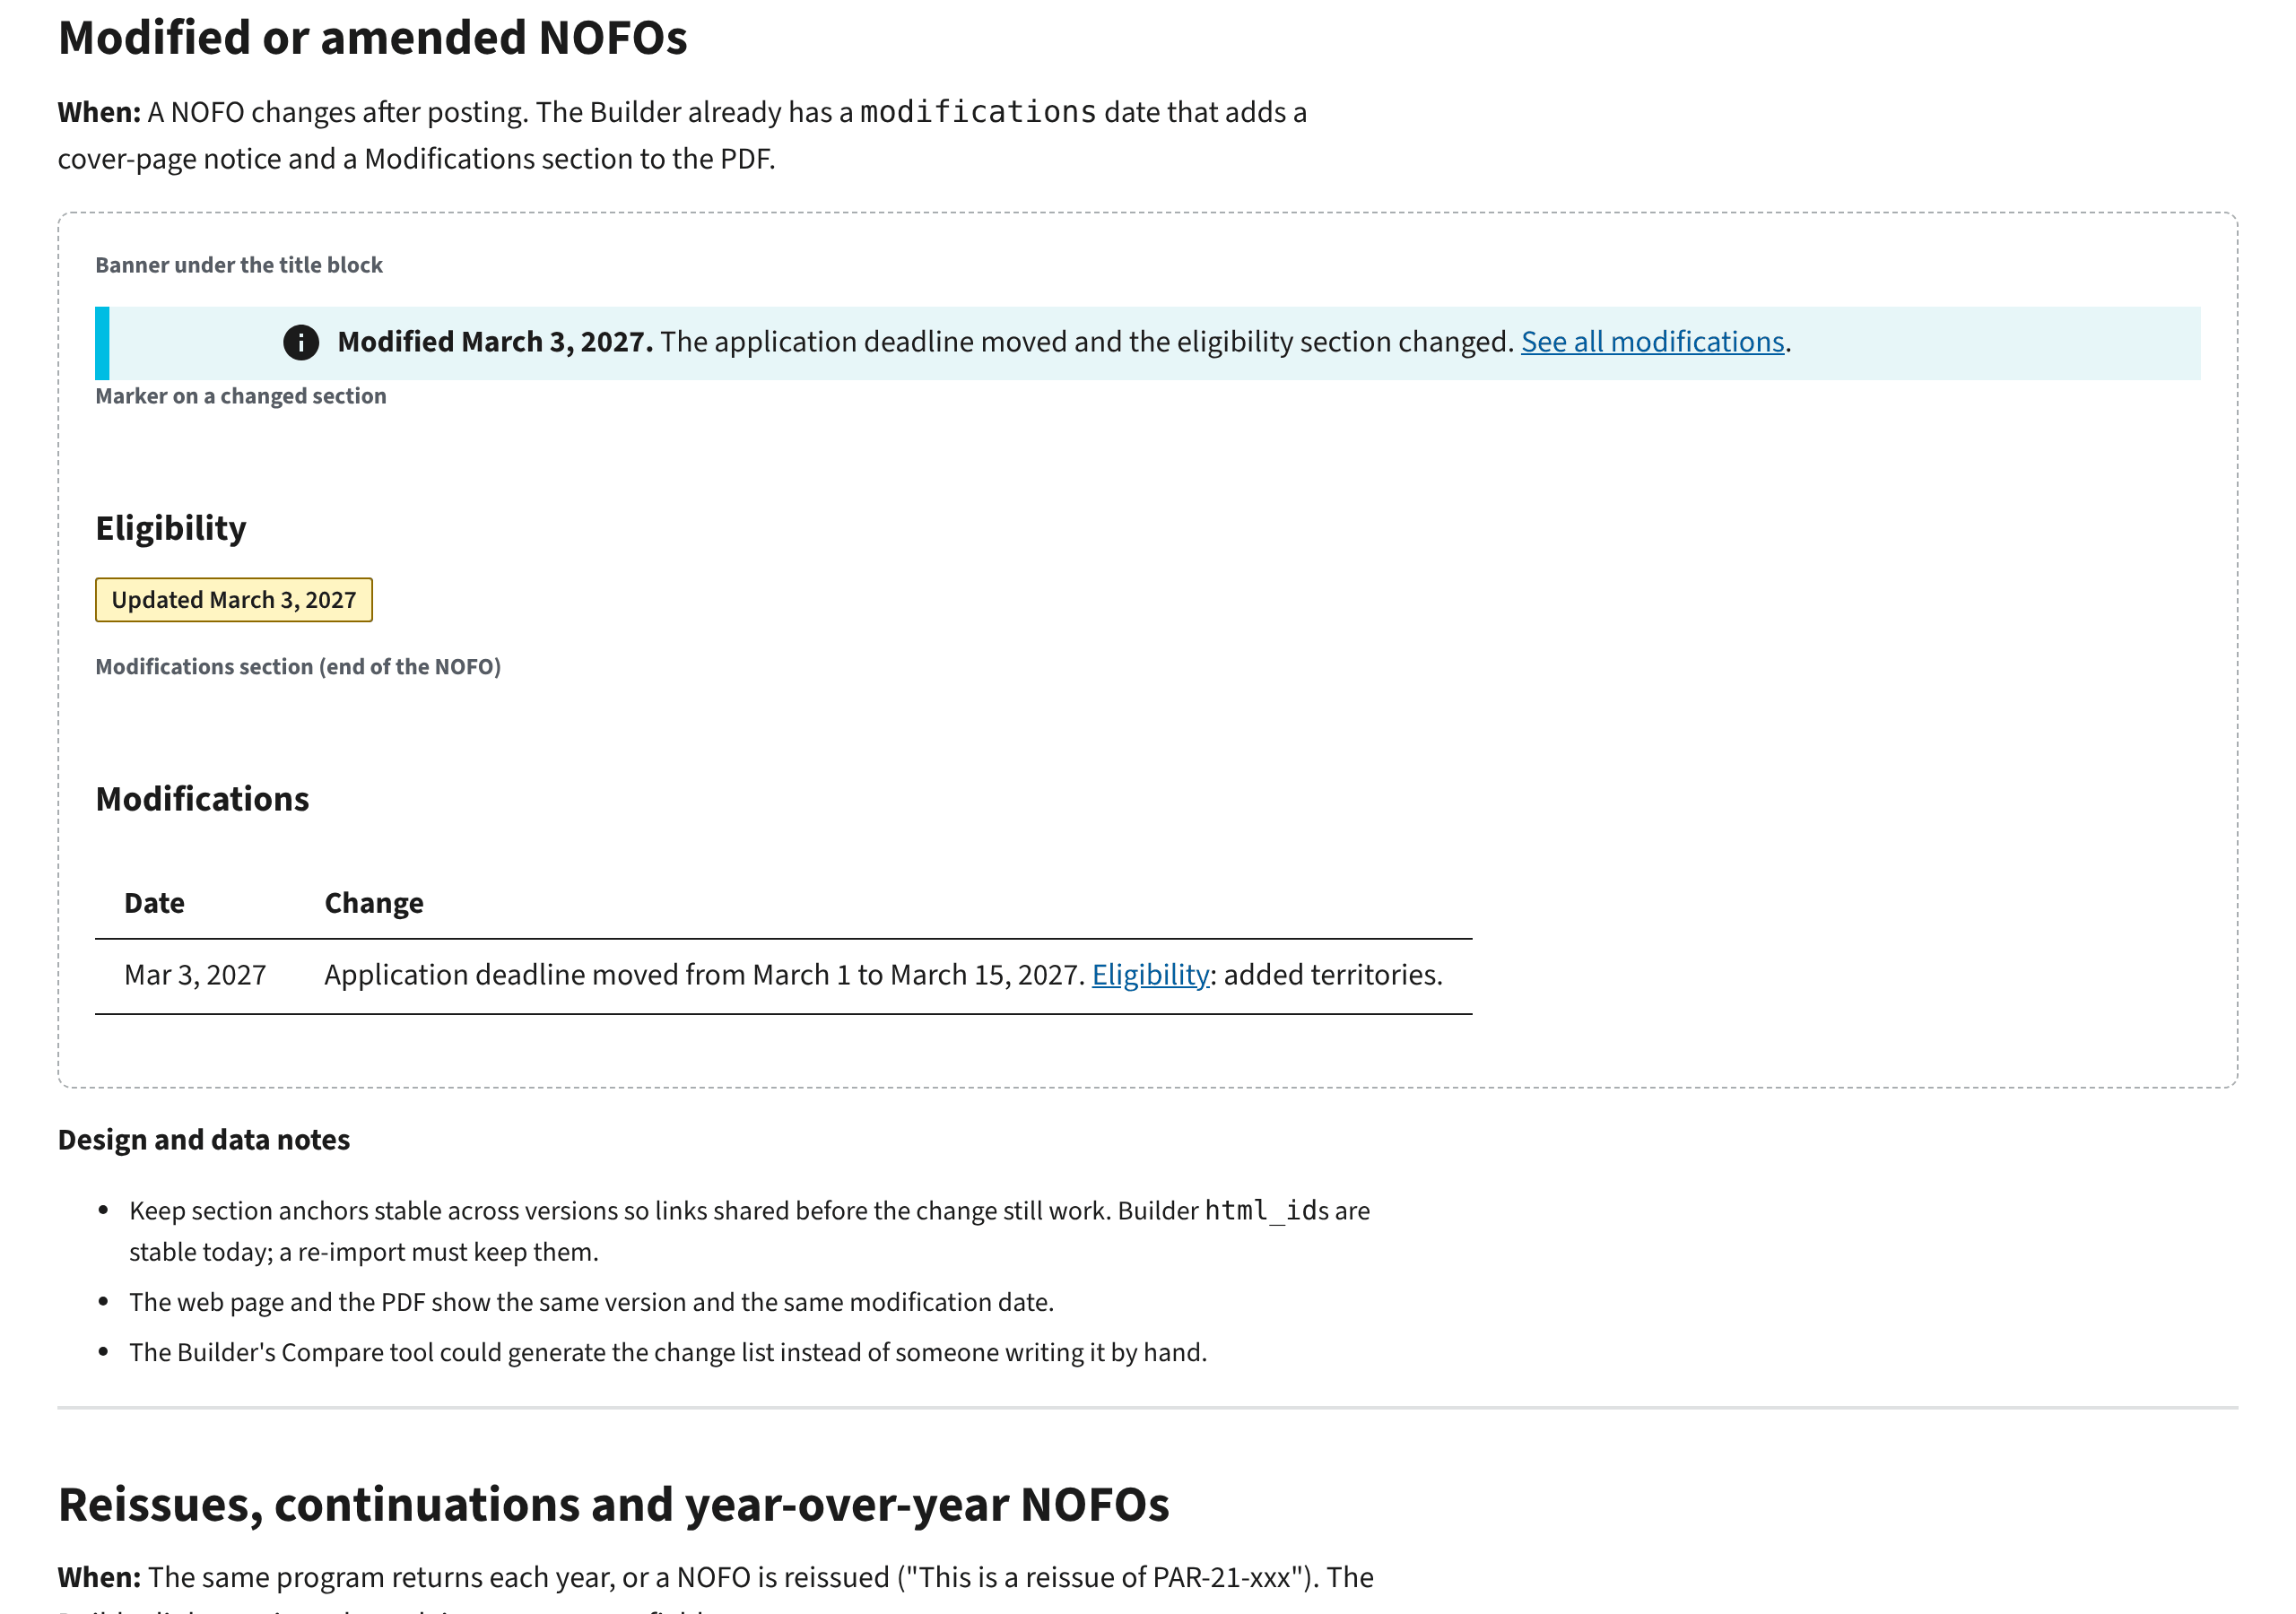 Modified or amended NOFOs
When: A NOFO changes after posting. The Builder already has a modifications date that adds a
cover-page notice and a Modifications section to the PDF.
Banner under the title block
Modified March 3, 2027. The application deadline moved and the eligibility section changed. See all modifications.
Marker on a changed section
Eligibility
Updated March 3, 2027
Modifications section (end of the NOFO)
Modifications
Date Change
Mar 3, 2027 Application deadline moved from March 1 to March 15, 2027. Eligibility: added territories.
Design and data notes
• Keep section anchors stable across versions so links shared before the change still work. Builder html_ids are
stable today; a re-import must keep them.
• The web page and the PDF show the same version and the same modification date.
• The Builder's Compare tool could generate the change list instead of someone writing it by hand.
Reissues, continuations and year-over-year NOFOs
When: The same program returns each year, or a NOFO is reissued ("This is a reissue of PAR-21-xxx"). The